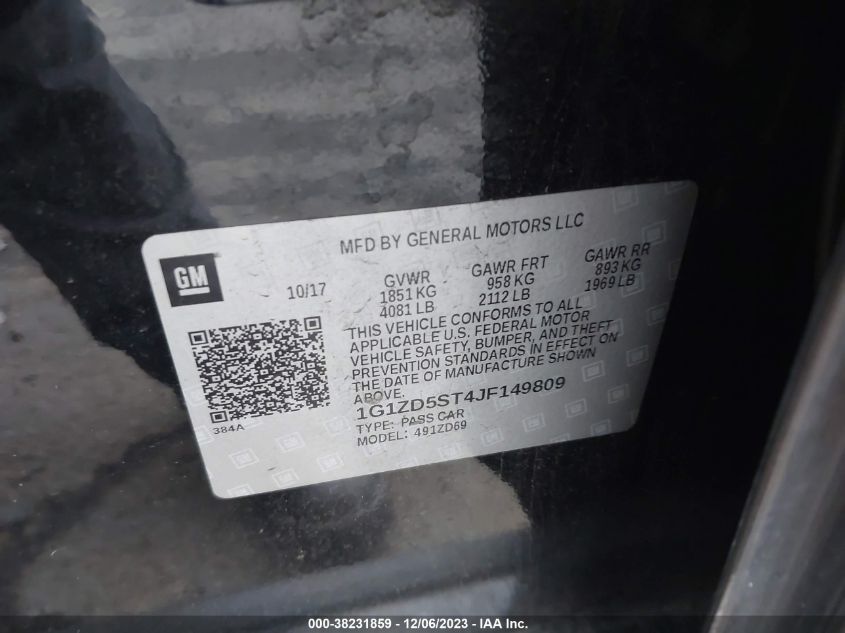 MFD BY GENERAL MOTORS LLC
GM
10/17
GVWR GAWR FRT GAWR RR
1851 KG 958 KG 893 KG
4081 LB 2112 LB 1969 LB
THIS VEHICLE CONFORMS TO ALL
APPLICABLE U.S. FEDERAL MOTOR
VEHICLE SAFETY, BUMPER, AND THEFT
PREVENTION STANDARDS IN EFFECT ON
THE DATE OF MANUFACTURE SHOWN
ABOVE.
1G1ZD5ST4JF149809
TYPE: PASS CAR
MODEL: 491ZD69
384A
000-38231859 - 12/06/2023 - IAA Inc.